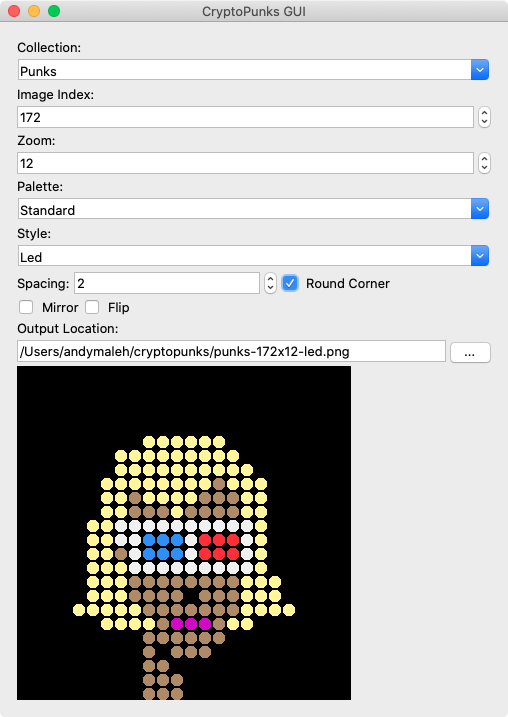 CryptoPunks GUI
Collection:
Punks
Image Index:
172
Zoom:
12
Palette:
Standard
Style:
Led
Spacing: 2 Round Corner
Mirror Flip
Output Location:
/Users/andymaleh/cryptopunks/punks-172x12-led.png ...